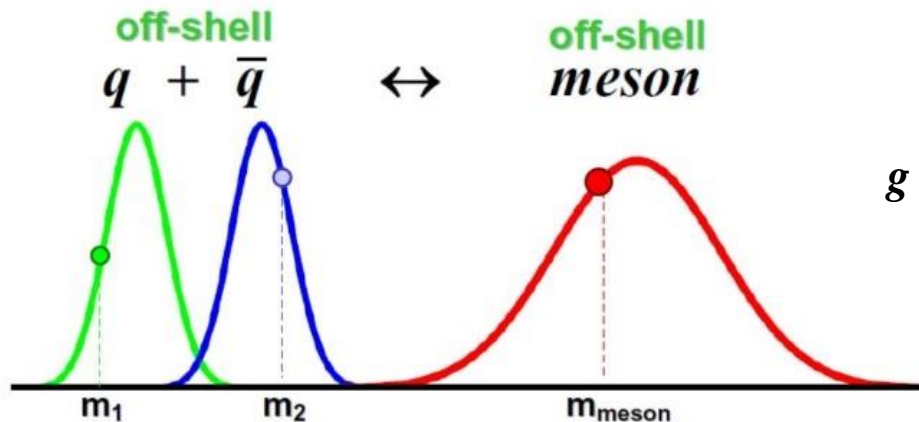 off-shell off-shell
q + q̅ ↔ meson
g
m₁ m₂ mₘₑₛₒₙ